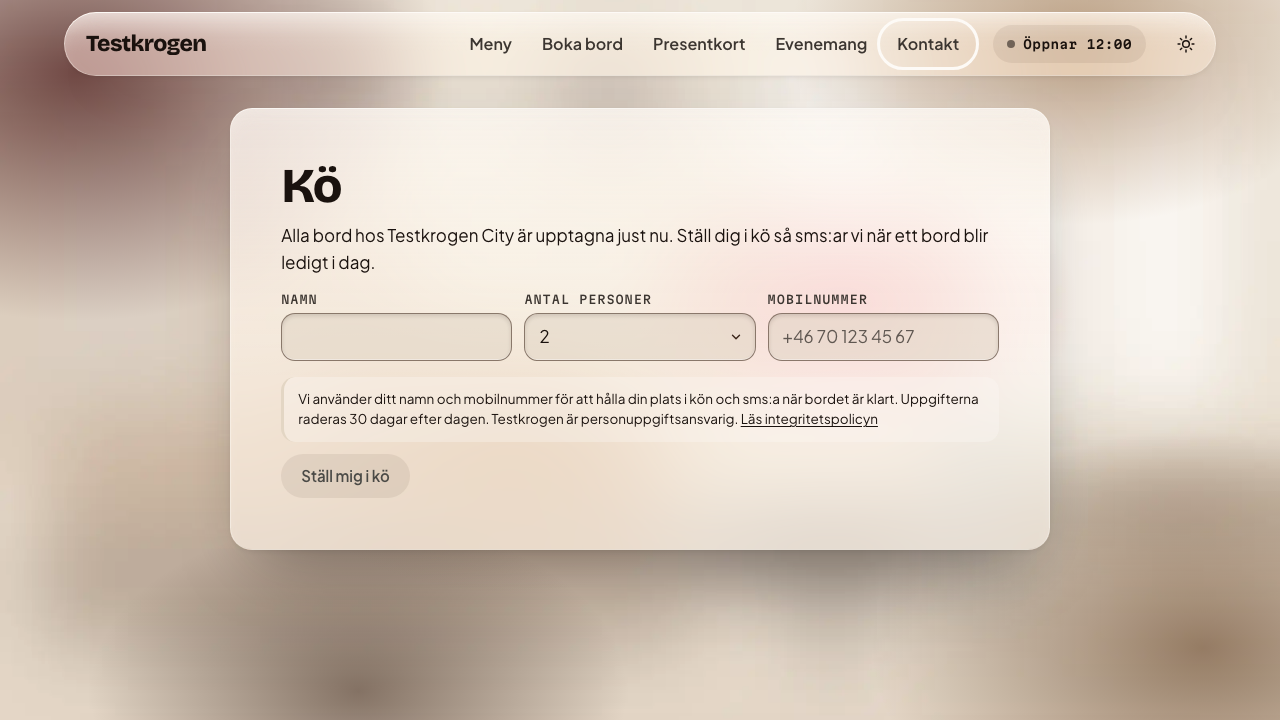 Testkrogen
Meny
Boka bord
Presentkort
Evenemang
Kontakt
Öppnar 12:00
Kö
Alla bord hos Testkrogen City är upptagna just nu. Ställ dig i kö så sms:ar vi när ett bord blir
ledigt i dag.
NAMN
ANTAL PERSONER
MOBILNUMMER
2
+46 70 123 45 67
Vi använder ditt namn och mobilnummer för att hålla din plats i kön och sms:a när bordet är klart. Uppgifterna
raderas 30 dagar efter dagen. Testkrogen är personuppgiftsansvarig. Läs integritetspolicyn
Ställ mig i kö